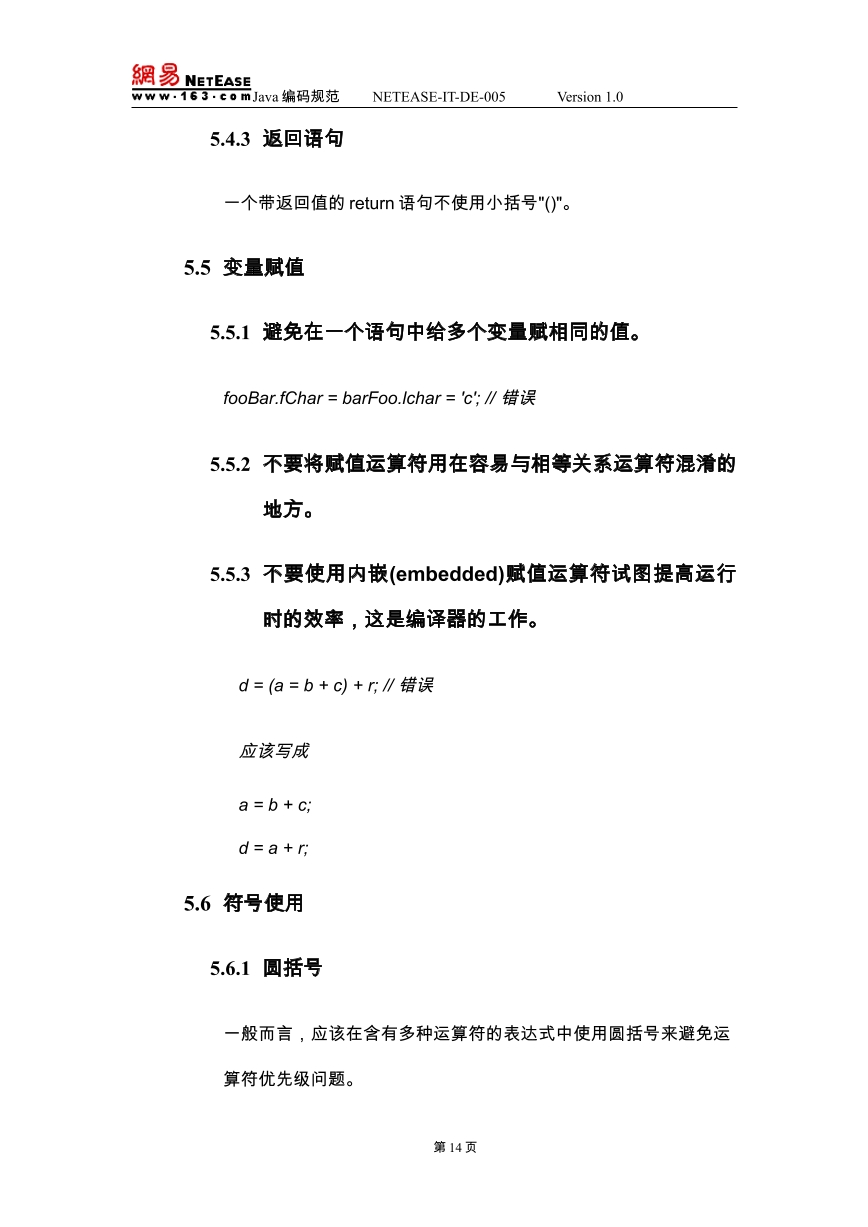 網易 NETEASE
www.163.com Java 编码规范 NETEASE-IT-DE-005 Version 1.0
5.4.3 返回语句
一个带返回值的 return 语句不使用小括号"()"。
5.5 变量赋值
5.5.1 避免在一个语句中给多个变量赋相同的值。
fooBar.fChar = barFoo.lchar = 'c'; // 错误
5.5.2 不要将赋值运算符用在容易与相等关系运算符混淆的
地方。
5.5.3 不要使用内嵌(embedded)赋值运算符试图提高运行
时的效率，这是编译器的工作。
d = (a = b + c) + r; // 错误
应该写成
a = b + c;
d = a + r;
5.6 符号使用
5.6.1 圆括号
一般而言，应该在含有多种运算符的表达式中使用圆括号来避免运
算符优先级问题。
第 14 页